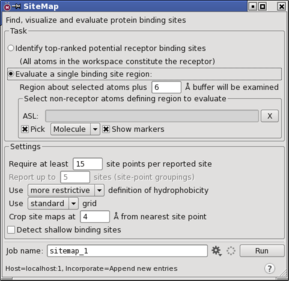 SiteMap
Find, visualize and evaluate protein binding sites
Task
Identify top-ranked potential receptor binding sites
(All atoms in the workspace constitute the receptor)
Evaluate a single binding site region:
Region about selected atoms plus 6 Å buffer will be examined
Select non-receptor atoms defining region to evaluate
ASL: X
Pick Molecule Show markers
Settings
Require at least 15 site points per reported site
Report up to 5 sites (site-point groupings)
Use more restrictive definition of hydrophobicity
Use standard grid
Crop site maps at 4 Å from nearest site point
Detect shallow binding sites
Job name: sitemap_1 Run
Host=localhost:1, Incorporate=Append new entries ?